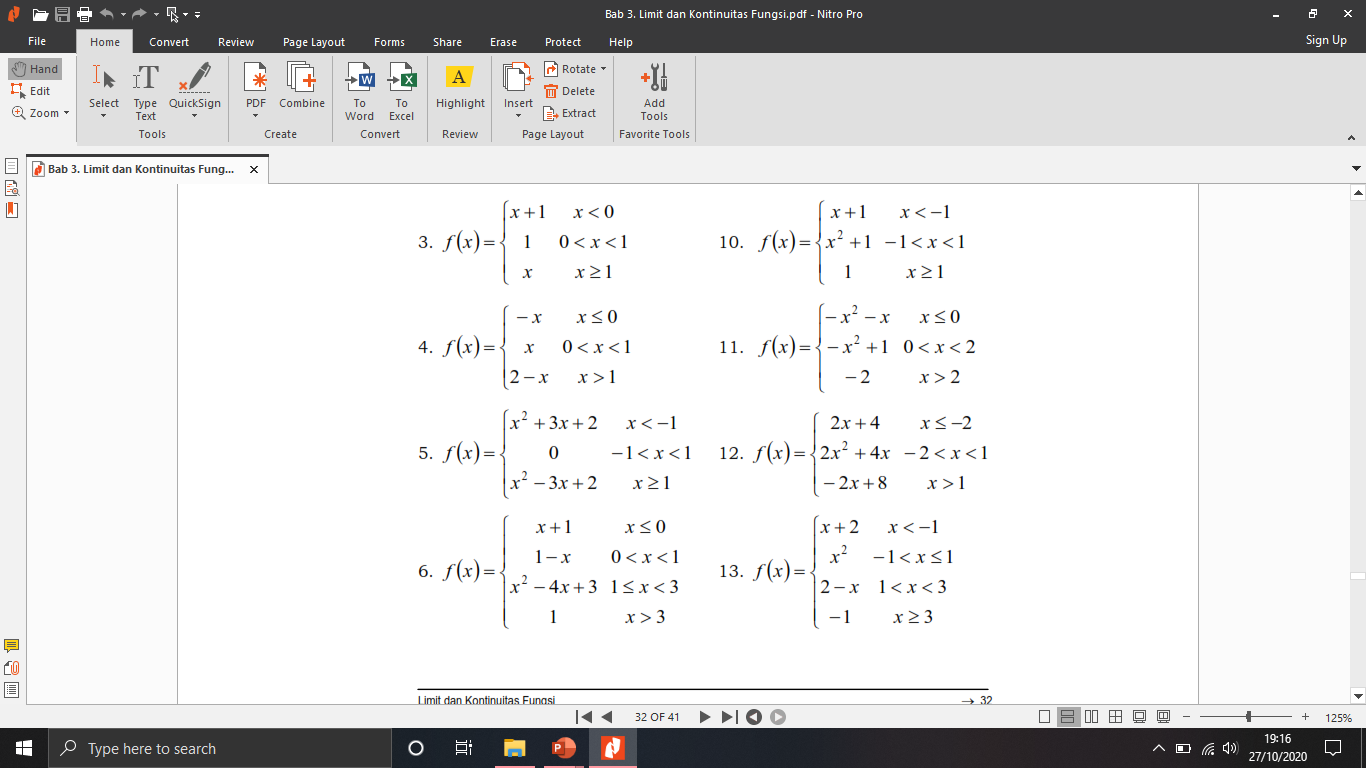 Bab 3. Limit dan Kontinuitas Fungsi.pdf - Nitro Pro
File Home Convert Review Page Layout Forms Share Erase Protect Help Sign Up
Hand
Edit
Zoom
Select
Type Text
QuickSign
Tools
PDF
Combine
Create
To Word
To Excel
Convert
A
Highlight
Review
Insert
Rotate
Delete
Extract
Page Layout
Add Tools
Favorite Tools
Bab 3. Limit dan Kontinuitas Fung...
3. f(x) = { x + 1 x < 0
1 0 < x < 1
x x ≥ 1
4. f(x) = { − x x ≤ 0
x 0 < x < 1
2 − x x > 1
5. f(x) = { x² + 3x + 2 x < −1
0 −1 < x < 1
x² − 3x + 2 x ≥ 1
6. f(x) = { x + 1 x ≤ 0
1 − x 0 < x < 1
x² − 4x + 3 1 ≤ x < 3
1 x > 3
10. f(x) = { x + 1 x < −1
x² + 1 −1 < x < 1
1 x ≥ 1
11. f(x) = { − x² − x x ≤ 0
− x² + 1 0 < x < 2
− 2 x > 2
12. f(x) = { 2x + 4 x ≤ −2
2x² + 4x − 2 < x < 1
− 2x + 8 x > 1
13. f(x) = { x + 2 x < −1
x² −1 < x ≤ 1
2 − x 1 < x < 3
−1 x ≥ 3
Limit dan Kontinuitas Fungsi → 32
32 OF 41
125%
Type here to search
19:16
27/10/2020